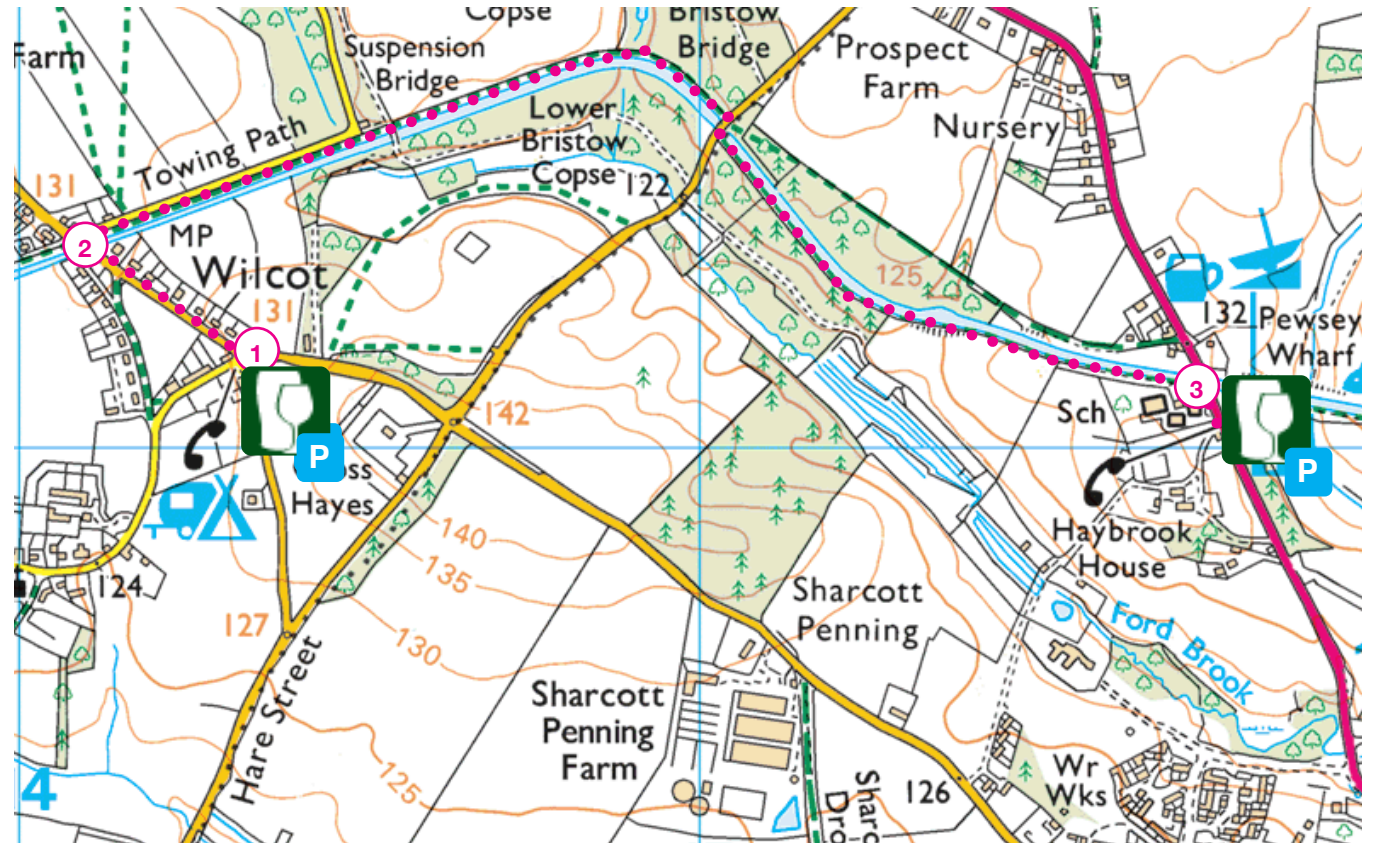 Copse
Bristow
Bridge
Farm
Suspension
Bridge
Prospect
Farm
Lower
Bristow
Copse
Nursery
Towing Path
131
122
2
MP
Wilcot
131
125
132
Pewsey
Wharf
1
3
142
Sch
P
P
Hayes
140
135
Haybrook
House
124
127
130
Sharcott
Penning
Ford Brook
Hare Street
Sharcott
Penning
Farm
125
4
126
Wr
Wks